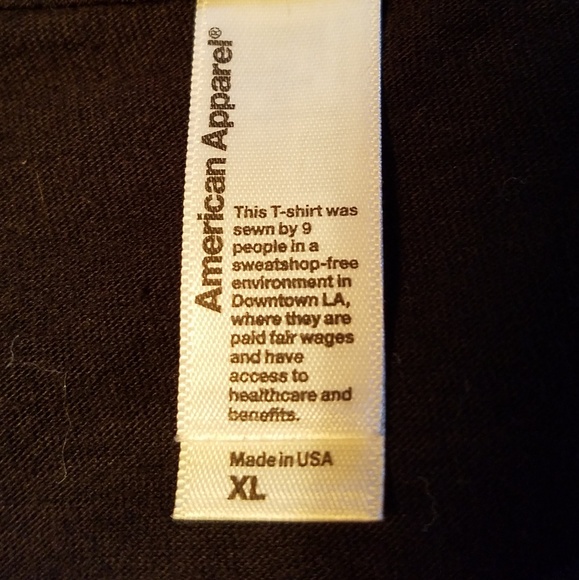 American Apparel®
This T-shirt was
sewn by 9
people in a
sweatshop-free
environment in
Downtown LA,
where they are
paid fair wages
and have
access to
healthcare and
benefits.
Made in USA
XL